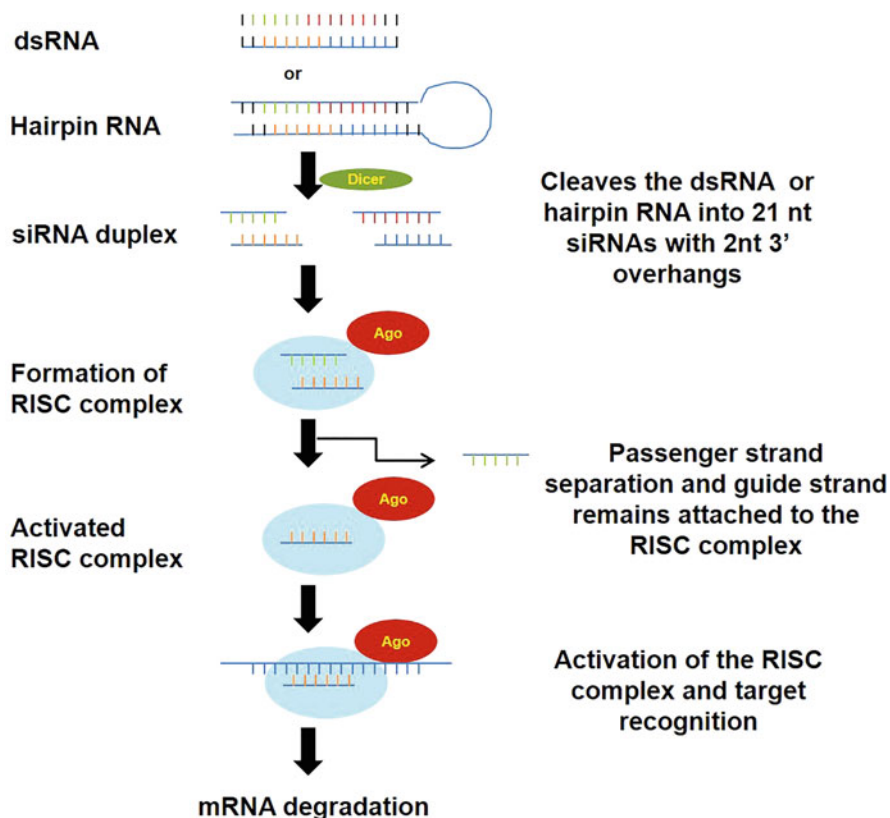 dsRNA
or
Hairpin RNA
Dicer
Cleaves the dsRNA or
hairpin RNA into 21 nt
siRNAs with 2nt 3’
overhangs
siRNA duplex
Ago
Formation of
RISC complex
Passenger strand
separation and guide strand
remains attached to the
RISC complex
Ago
Activated
RISC complex
Ago
Activation of the RISC
complex and target
recognition
mRNA degradation